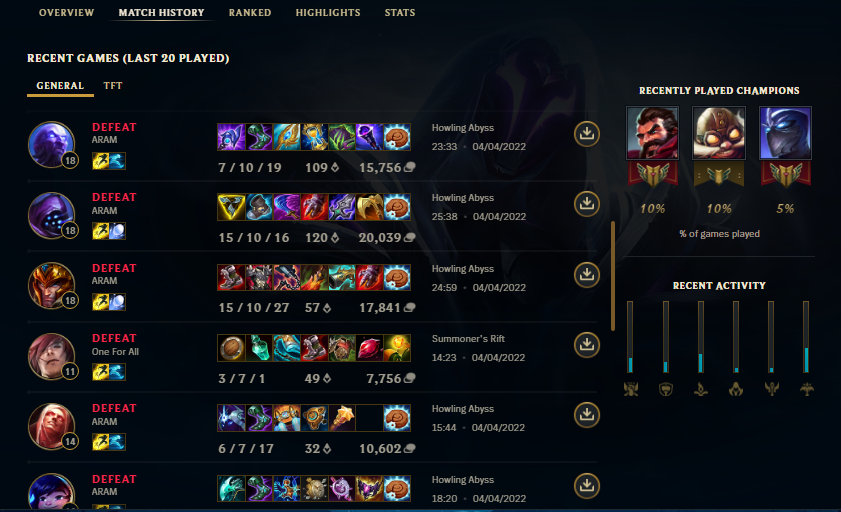 OVERVIEW MATCH HISTORY RANKED HIGHLIGHTS STATS
RECENT GAMES (LAST 20 PLAYED)
GENERAL TFT
18
DEFEAT
ARAM
7 / 10 / 19 109 15,756
Howling Abyss
23:33 • 04/04/2022
18
DEFEAT
ARAM
15 / 10 / 16 120 20,039
Howling Abyss
25:38 • 04/04/2022
18
DEFEAT
ARAM
15 / 10 / 27 57 17,841
Howling Abyss
24:59 • 04/04/2022
11
DEFEAT
One For All
3 / 7 / 1 49 7,756
Summoner's Rift
14:23 • 04/04/2022
14
DEFEAT
ARAM
6 / 7 / 17 32 10,602
Howling Abyss
15:44 • 04/04/2022
DEFEAT
ARAM
Howling Abyss
18:20 • 04/04/2022
RECENTLY PLAYED CHAMPIONS
10% 10% 5%
% of games played
RECENT ACTIVITY